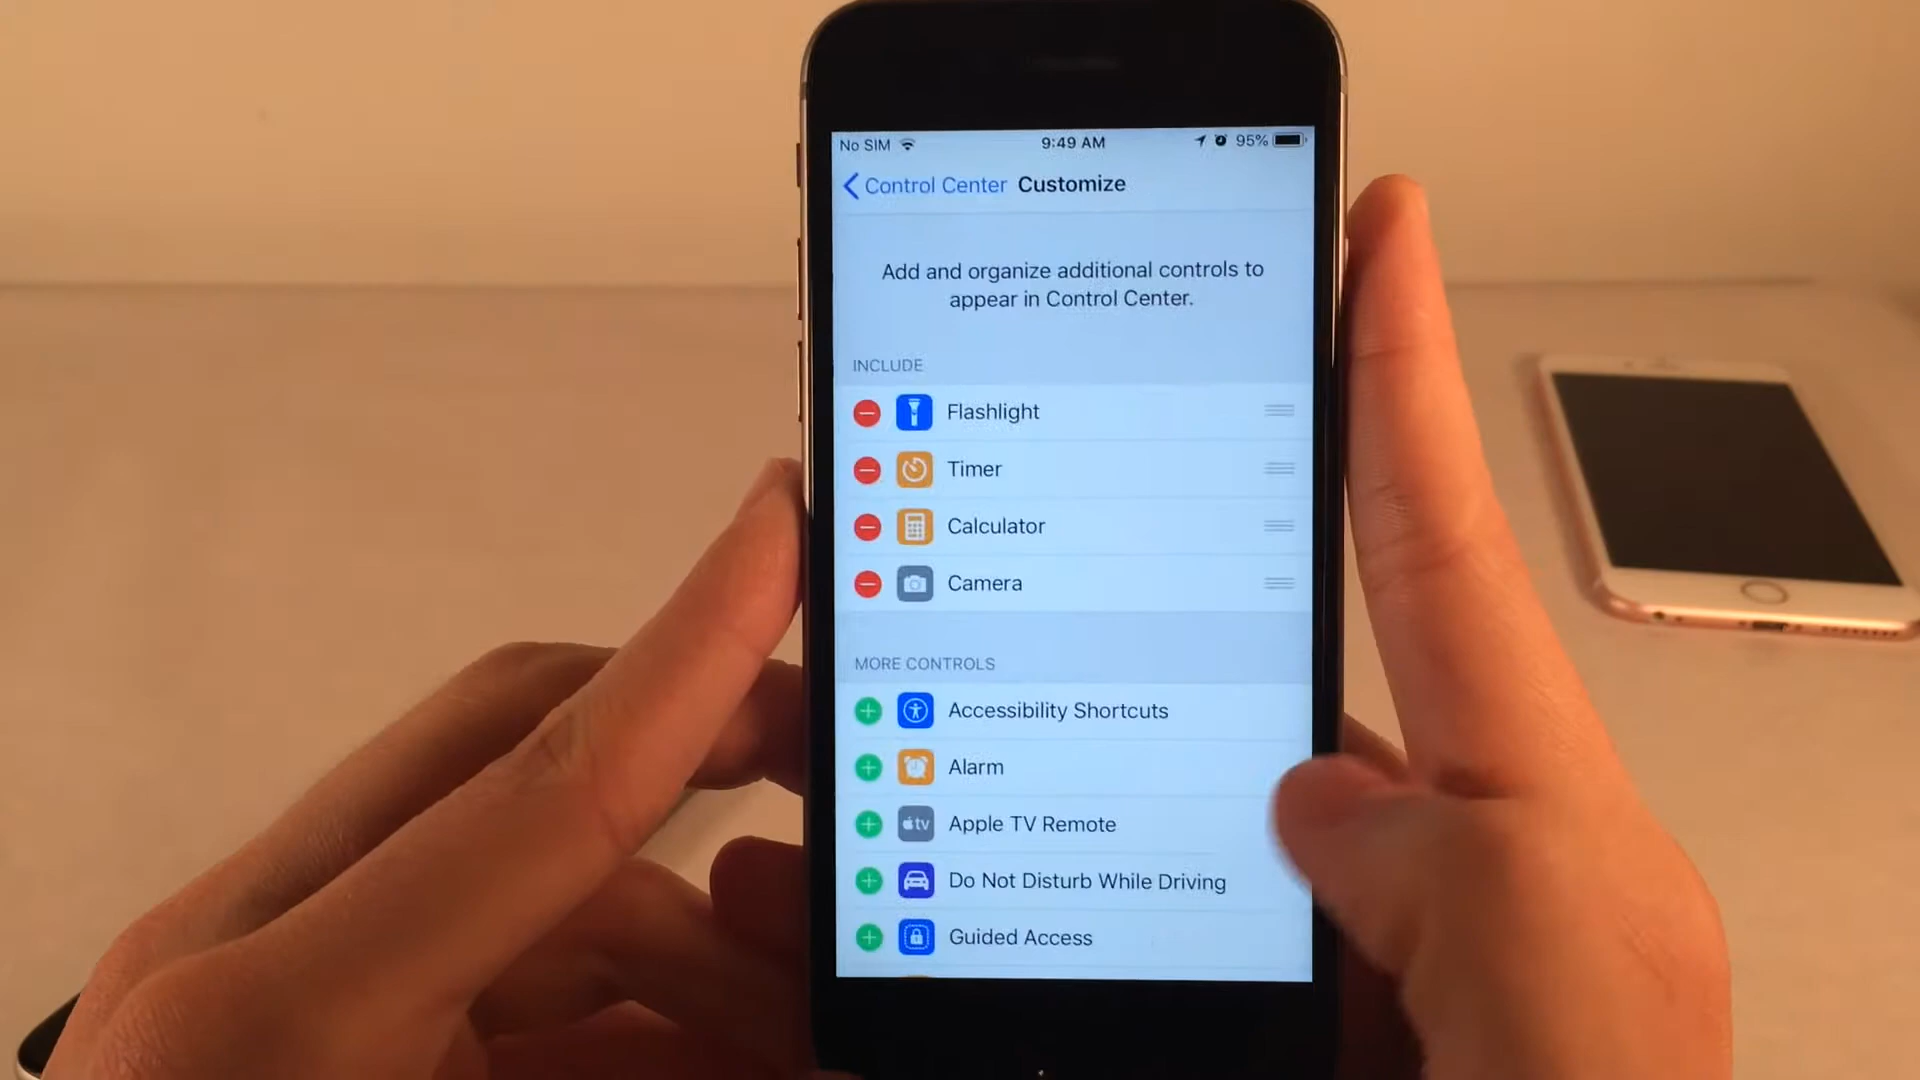 No SIM 9:49 AM 95%
Control Center Customize
Add and organize additional controls to
appear in Control Center.
INCLUDE
Flashlight
Timer
Calculator
Camera
MORE CONTROLS
Accessibility Shortcuts
Alarm
tv Apple TV Remote
Do Not Disturb While Driving
Guided Access